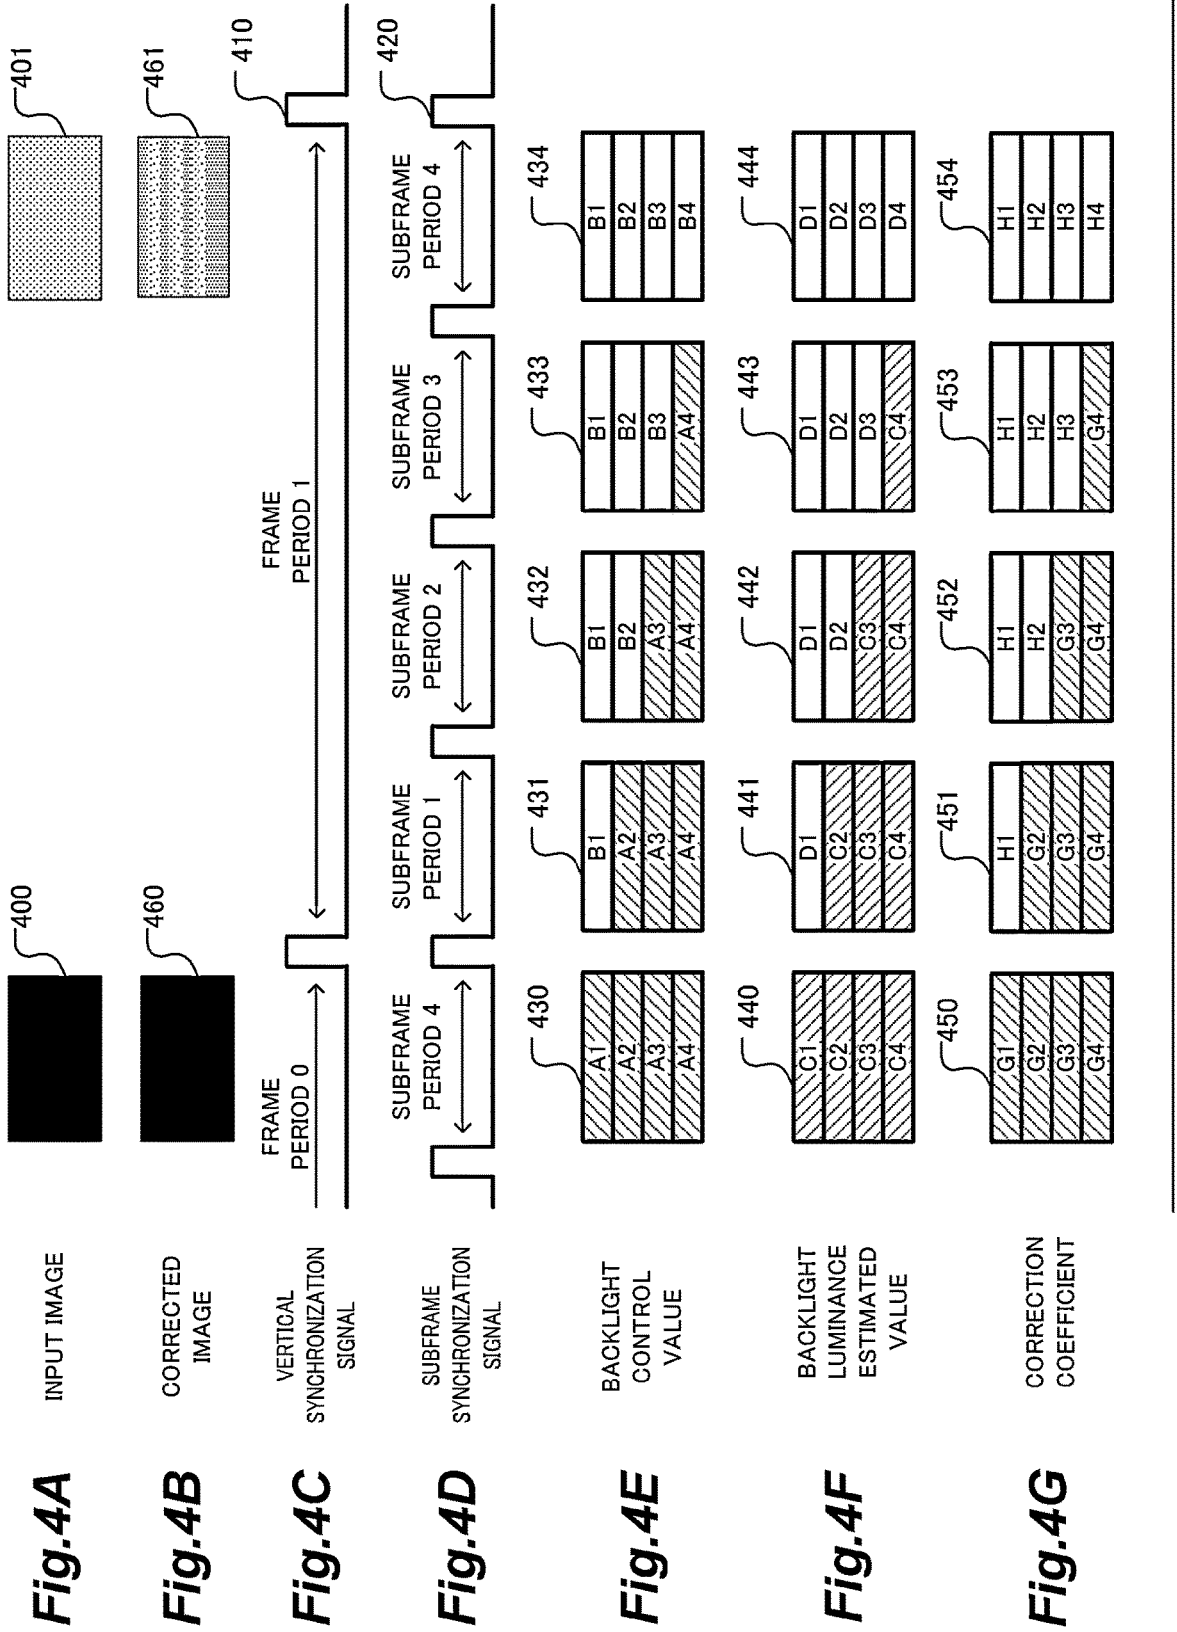 Fig.4A
INPUT IMAGE
400
401
Fig.4B
CORRECTED
IMAGE
460
461
Fig.4C
VERTICAL
SYNCHRONIZATION
SIGNAL
FRAME
PERIOD 0
FRAME
PERIOD 1
410
Fig.4D
SUBFRAME
SYNCHRONIZATION
SIGNAL
SUBFRAME
PERIOD 4
SUBFRAME
PERIOD 1
SUBFRAME
PERIOD 2
SUBFRAME
PERIOD 3
SUBFRAME
PERIOD 4
420
Fig.4E
BACKLIGHT
CONTROL
VALUE
430
A1
A2
A3
A4
431
B1
A2
A3
A4
432
B1
B2
A3
A4
433
B1
B2
B3
A4
434
B1
B2
B3
B4
Fig.4F
BACKLIGHT
LUMINANCE
ESTIMATED
VALUE
440
C1
C2
C3
C4
441
D1
C2
C3
C4
442
D1
D2
C3
C4
443
D1
D2
D3
C4
444
D1
D2
D3
D4
Fig.4G
CORRECTION
COEFFICIENT
450
G1
G2
G3
G4
451
H1
G2
G3
G4
452
H1
H2
G3
G4
453
H1
H2
H3
G4
454
H1
H2
H3
H4